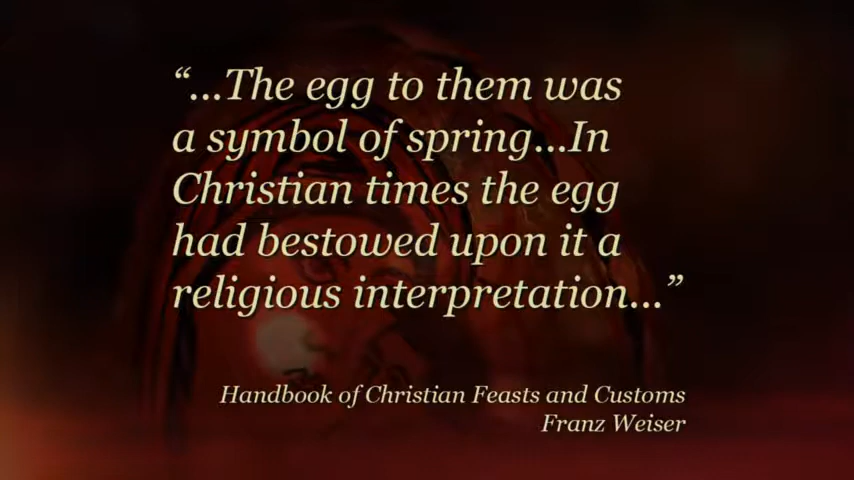 “...The egg to them was
a symbol of spring...In
Christian times the egg
had bestowed upon it a
religious interpretation...”
Handbook of Christian Feasts and Customs
Franz Weiser